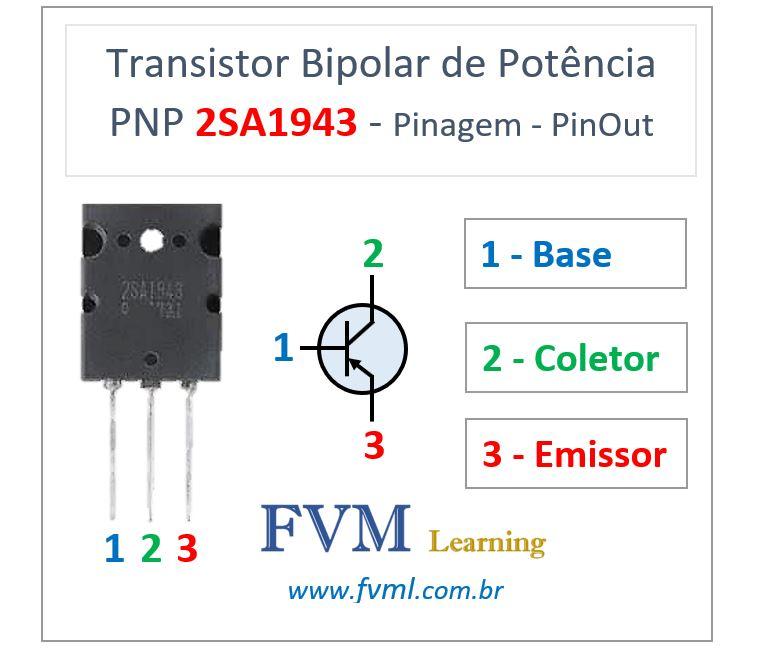 Transistor Bipolar de Potência
PNP 2SA1943 - Pinagem - PinOut
2SA1943
2
1
3
1 - Base
2 - Coletor
3 - Emissor
1 2 3
FVM Learning
www.fvml.com.br